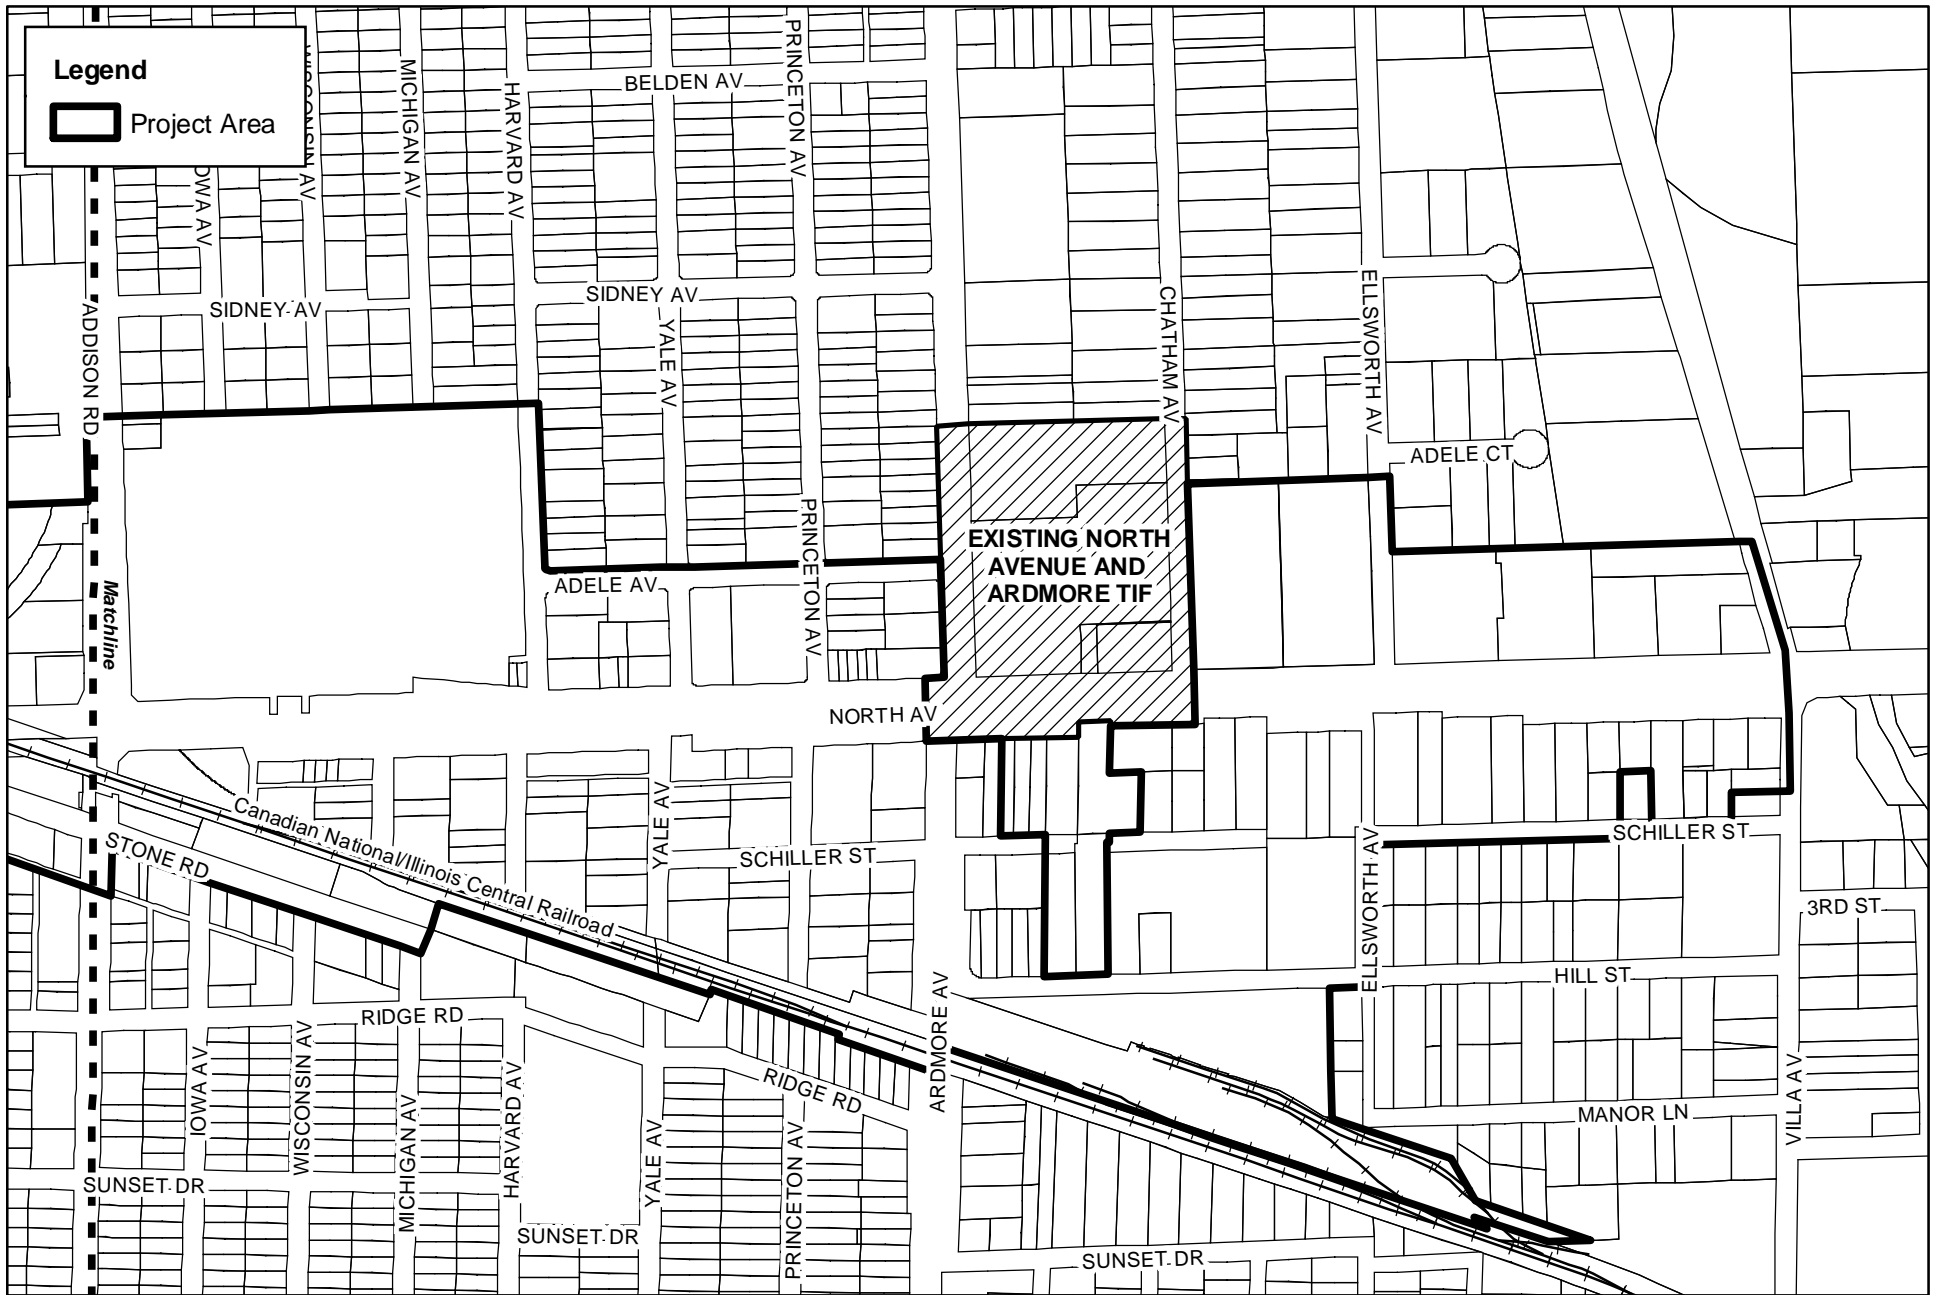 Legend
Project Area
WISCONSIN AV
MICHIGAN AV
HARVARD AV
BELDEN AV
PRINCETON AV
SIDNEY AV
SIDNEY AV
ADDISON RD
YALE AV
CHATHAM AV
ELLSWORTH AV
ADELE CT
PRINCETON AV
EXISTING NORTH
AVENUE AND
ARDMORE TIF
ADELE AV
Matchline
NORTH AV
Canadian National/Illinois Central Railroad
YALE AV
STONE RD
SCHILLER ST
SCHILLER ST
ELLSWORTH AV
3RD ST
HILL ST
ARDMORE AV
RIDGE RD
RIDGE RD
IOWA AV
WISCONSIN AV
MICHIGAN AV
HARVARD AV
YALE AV
PRINCETON AV
MANOR LN
VILLA AV
SUNSET DR
SUNSET DR
SUNSET DR